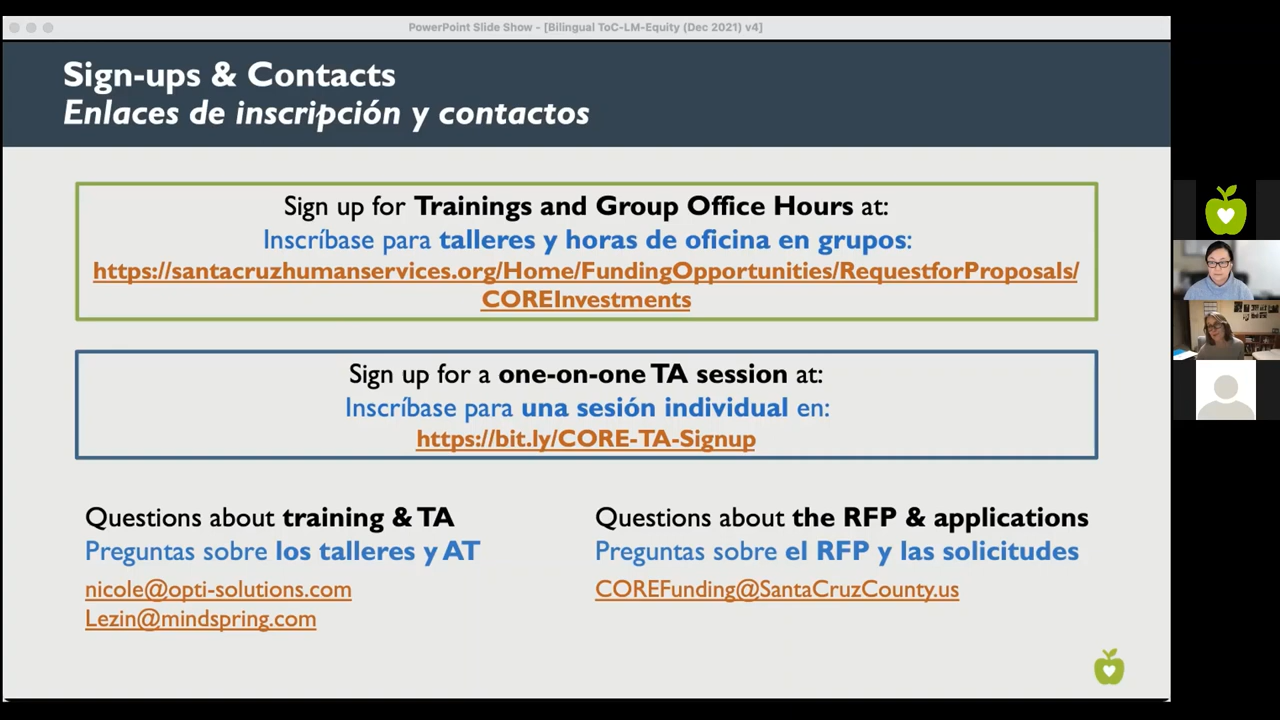 PowerPoint Slide Show - [Bilingual ToC-LM-Equity (Dec 2021) v4]
Sign-ups & Contacts
Enlaces de inscripción y contactos
Sign up for Trainings and Group Office Hours at:
Inscríbase para talleres y horas de oficina en grupos:
https://santacruzhumanservices.org/Home/FundingOpportunities/RequestforProposals/
COREInvestments
Sign up for a one-on-one TA session at:
Inscríbase para una sesión individual en:
https://bit.ly/CORE-TA-Signup
Questions about training & TA
Preguntas sobre los talleres y AT
nicole@opti-solutions.com
Lezin@mindspring.com
Questions about the RFP & applications
Preguntas sobre el RFP y las solicitudes
COREFunding@SantaCruzCounty.us